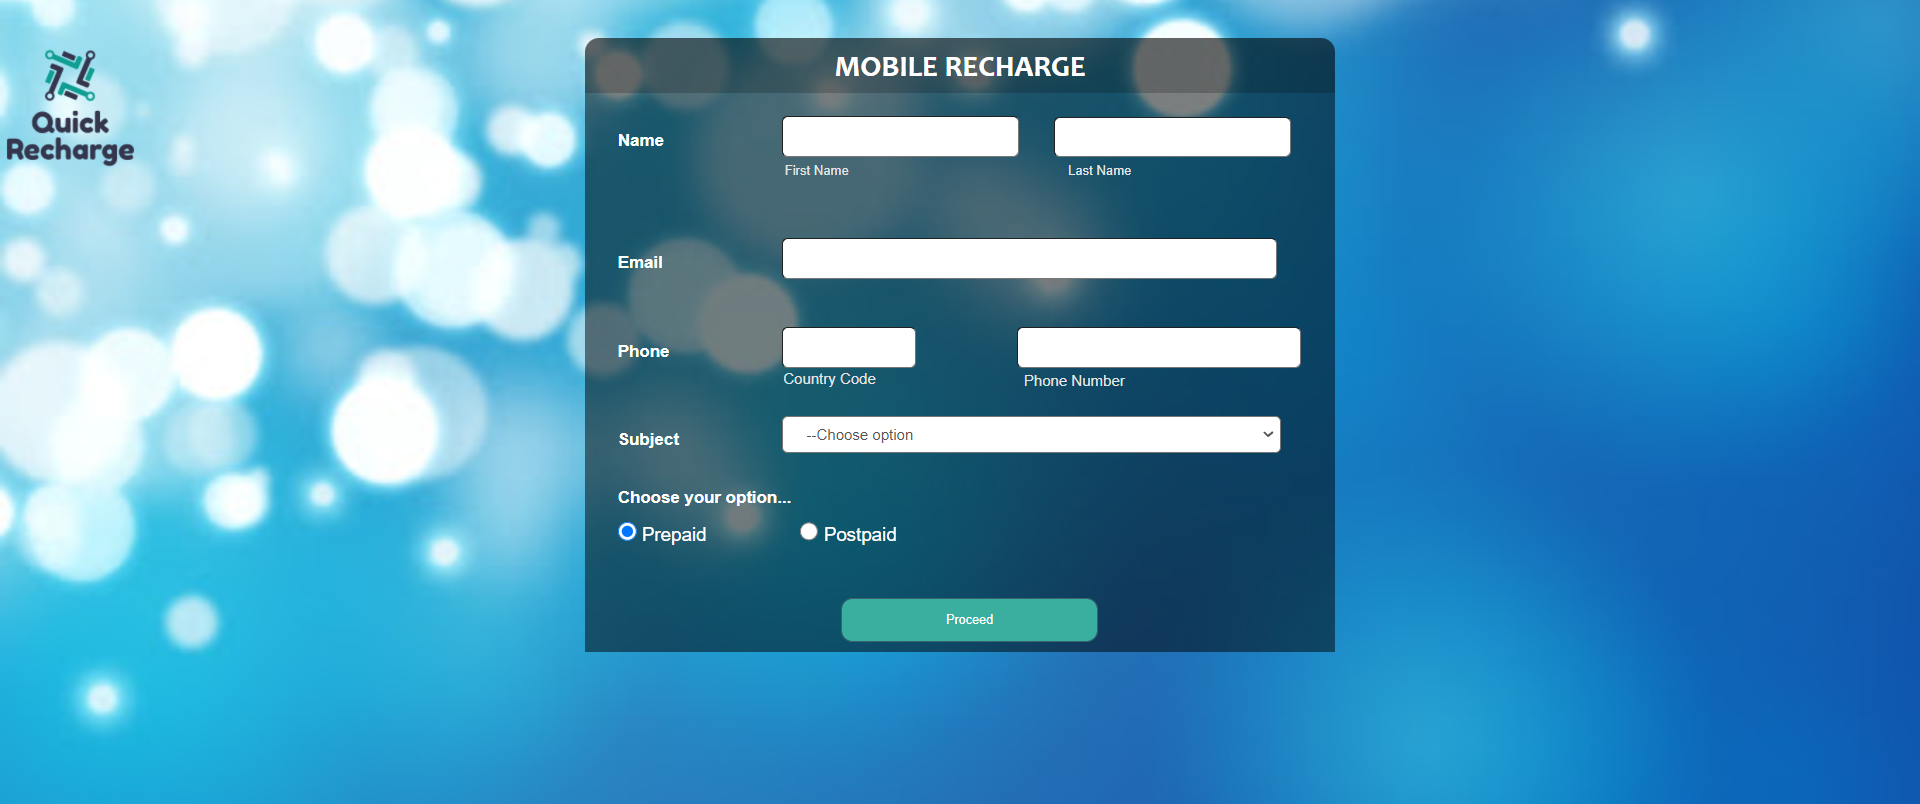 Quick
Recharge
MOBILE RECHARGE
Name
First Name
Last Name
Email
Phone
Country Code
Phone Number
Subject
--Choose option
Choose your option...
Prepaid
Postpaid
Proceed